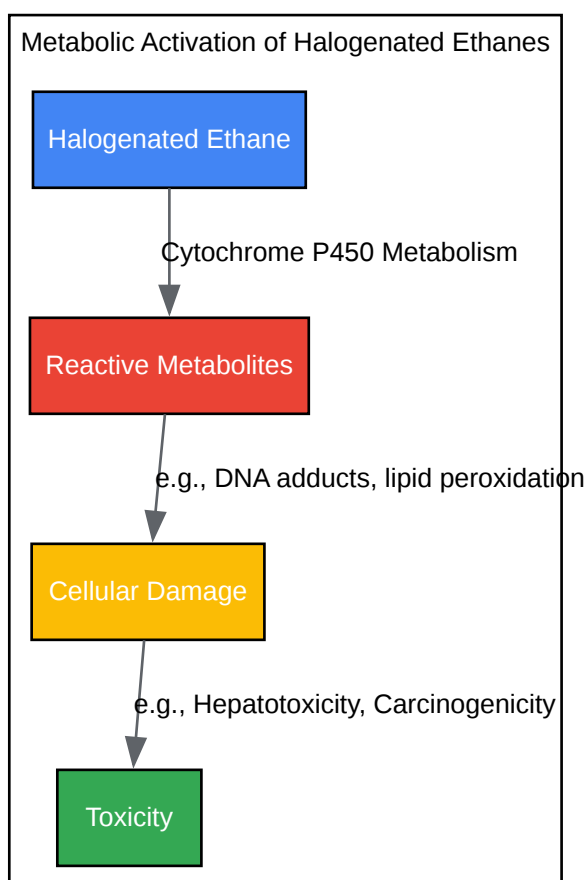 Metabolic Activation of Halogenated Ethanes
Halogenated Ethane
Cytochrome P450 Metabolism
Reactive Metabolites
e.g., DNA adducts, lipid peroxidation
Cellular Damage
e.g., Hepatotoxicity, Carcinogenicity
Toxicity